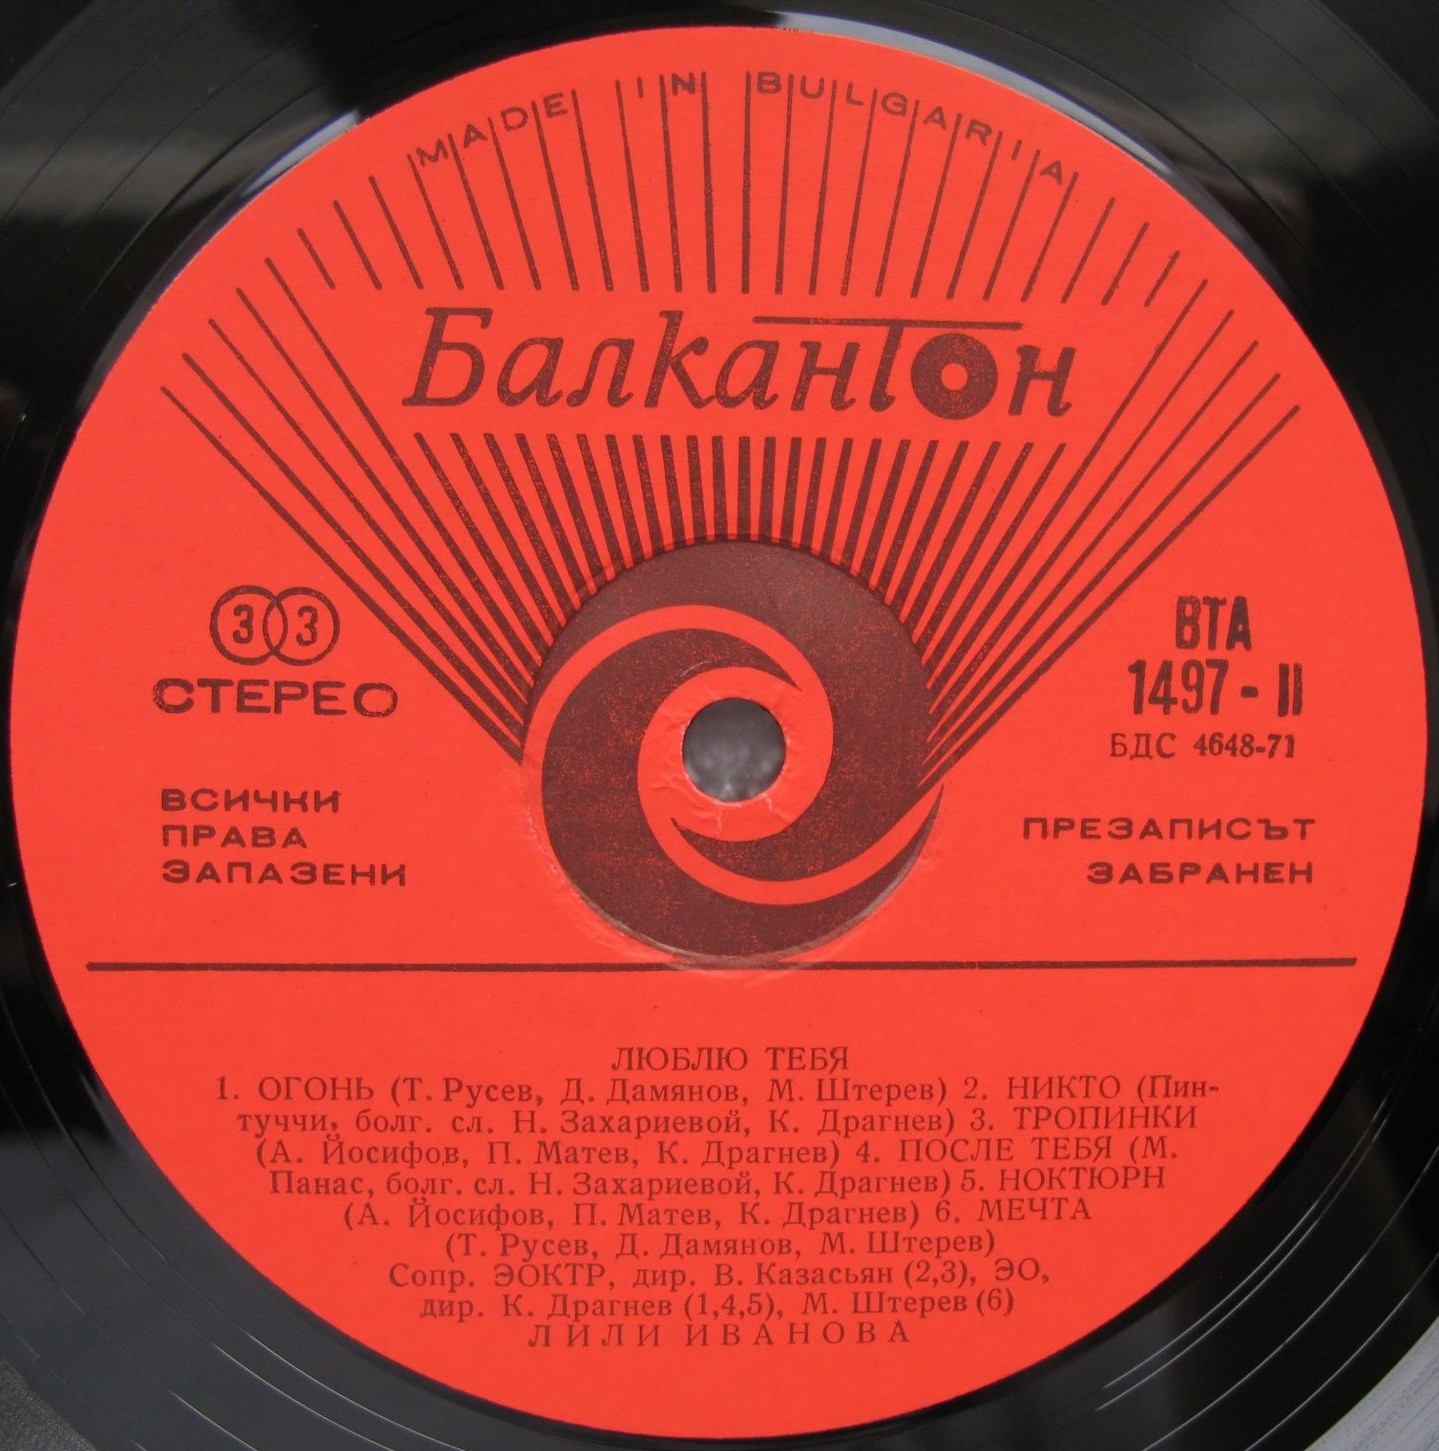 MADE IN BULGARIA
Балкантон
33
СТЕРЕО
ВТА
1497-II
БДС 4648-71
ВСИЧКИ
ПРАВА
ЗАПАЗЕНИ
ПРЕЗАПИСЪТ
ЗАБРАНЕН
ЛЮБЛЮ ТЕБЯ
1. ОГОНЬ (Т. Русев, Д. Дамянов, М. Штерев) 2. НИКТО (Пин-
туччи, болг. сл. Н. Захариевой, К. Драгнев) 3. ТРОПИНКИ
(А. Йосифов, П. Матев, К. Драгнев) 4. ПОСЛЕ ТЕБЯ (М.
Панас, болг. сл. Н. Захариевой, К. Драгнев) 5. НОКТЮРН
(А. Йосифов, П. Матев, К. Драгнев) 6. МЕЧТА
(Т. Русев, Д. Дамянов, М. Штерев)
Сопр. ЭОКТР, дир. В. Казасьян (2,3), ЭО,
дир. К. Драгнев (1,4,5), М. Штерев (6)
ЛИЛИ ИВАНОВА